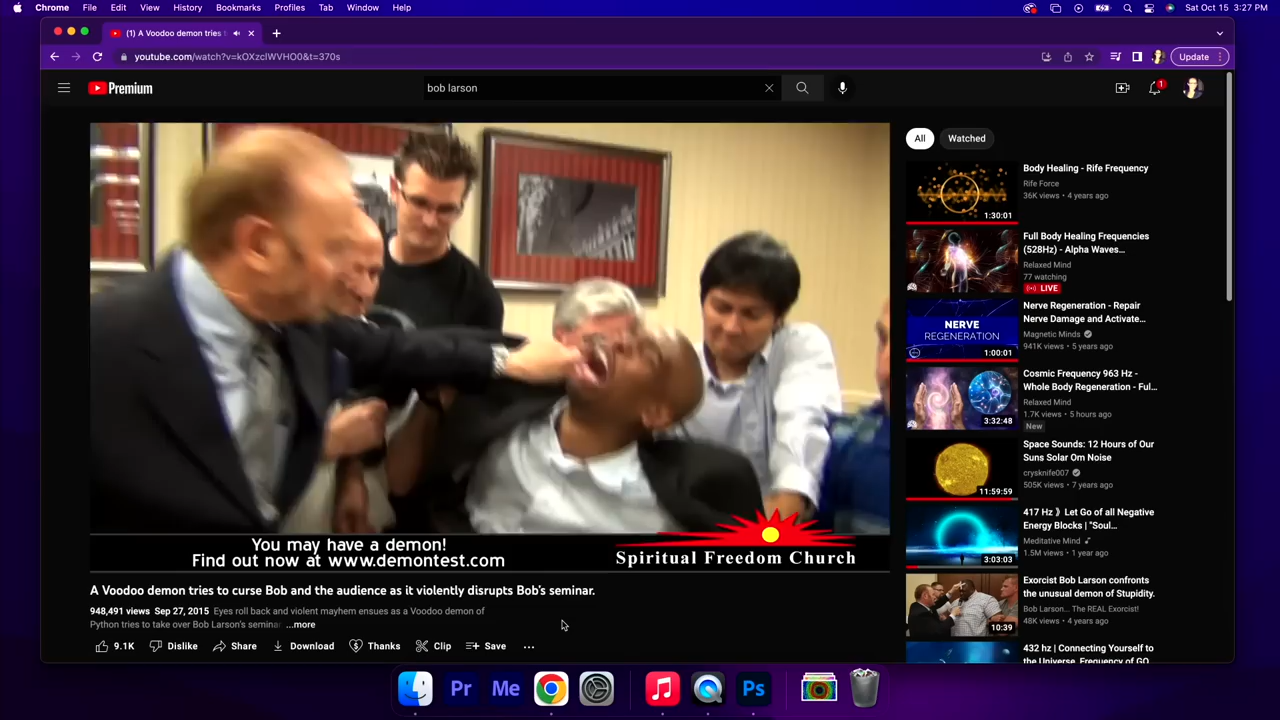 Chrome File Edit View History Bookmarks Profiles Tab Window Help
Sat Oct 15 3:27 PM
(1) A Voodoo demon tries t
youtube.com/watch?v=kOXzclWVHO0&t=370s
Update
Premium
bob larson
1
You may have a demon!
Find out now at www.demontest.com
Spiritual Freedom Church
A Voodoo demon tries to curse Bob and the audience as it violently disrupts Bob's seminar.
948,491 views Sep 27, 2015 Eyes roll back and violent mayhem ensues as a Voodoo demon of
Python tries to take over Bob Larson's seminar ...more
9.1K Dislike Share Download Thanks Clip Save
All Watched
Body Healing - Rife Frequency
Rife Force
36K views • 4 years ago
1:30:01
Full Body Healing Frequencies
(528Hz) - Alpha Waves...
Relaxed Mind
77 watching
LIVE
Nerve Regeneration - Repair
Nerve Damage and Activate...
Magnetic Minds
941K views • 5 years ago
NERVE
REGENERATION
1:00:01
Cosmic Frequency 963 Hz -
Whole Body Regeneration - Ful...
Relaxed Mind
1.7K views • 5 hours ago
New
3:32:48
Space Sounds: 12 Hours of Our
Suns Solar Om Noise
crysknife007
505K views • 7 years ago
11:59:59
417 Hz 》Let Go of all Negative
Energy Blocks | "Soul...
Meditative Mind
1.5M views • 1 year ago
3:03:03
Exorcist Bob Larson confronts
the unusual demon of Stupidity.
Bob Larson... The REAL Exorcist!
48K views • 4 years ago
10:39
432 hz | Connecting Yourself to
the Universe, Frequency of GO
Pr Me Ps